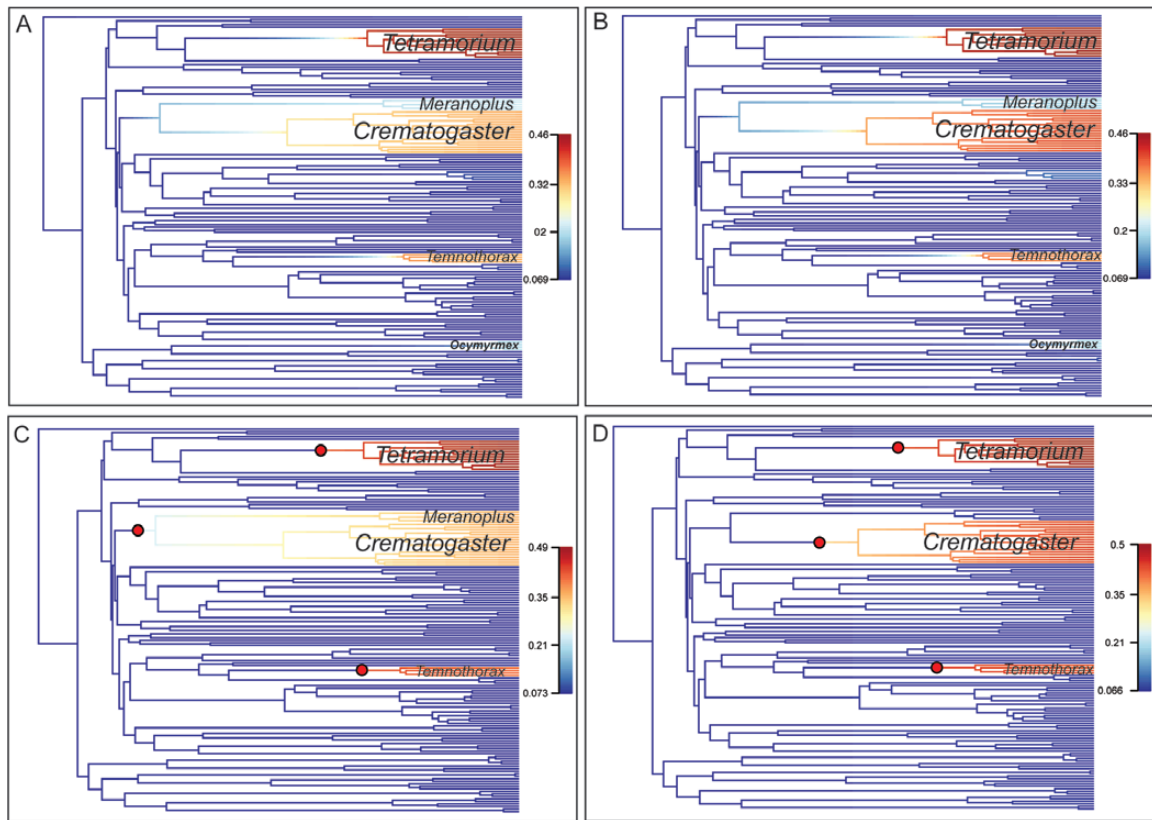 A
Tetramorium
Meranoplus
Crematogaster
0.46
0.32
02
Temnothorax
0.069
Ocymyrmex
B
Tetramorium
Meranoplus
Crematogaster
0.46
0.33
0.2
Temnothorax
0.069
Ocymyrmex
C
Tetramorium
Meranoplus
Crematogaster
0.49
0.35
0.21
Temnothorax
0.073
D
Tetramorium
Crematogaster
0.5
0.35
0.21
Temnothorax
0.066